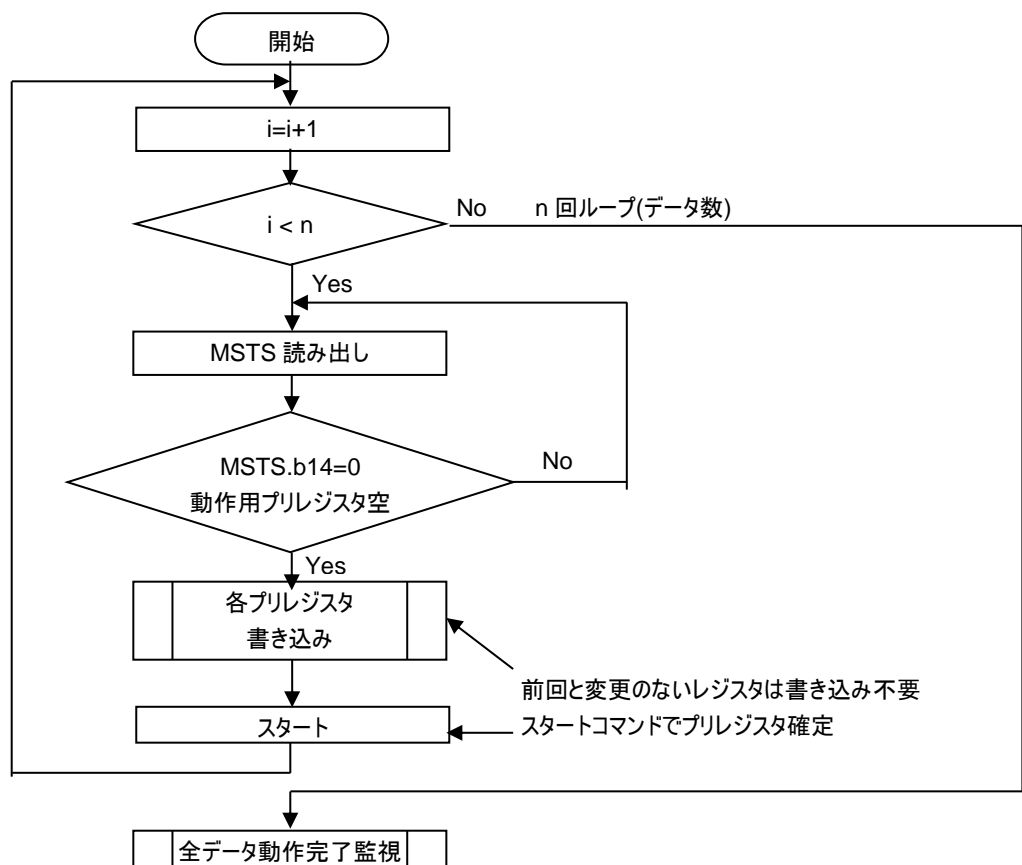 開始
i=i+1
i < n
No n 回ループ(データ数)
Yes
MSTS 読み出し
MSTS.b14=0
動作用プリレジスタ空
No
Yes
各プリレジスタ
書き込み
前回と変更のないレジスタは書き込み不要
スタート
スタートコマンドでプリレジスタ確定
全データ動作完了監視